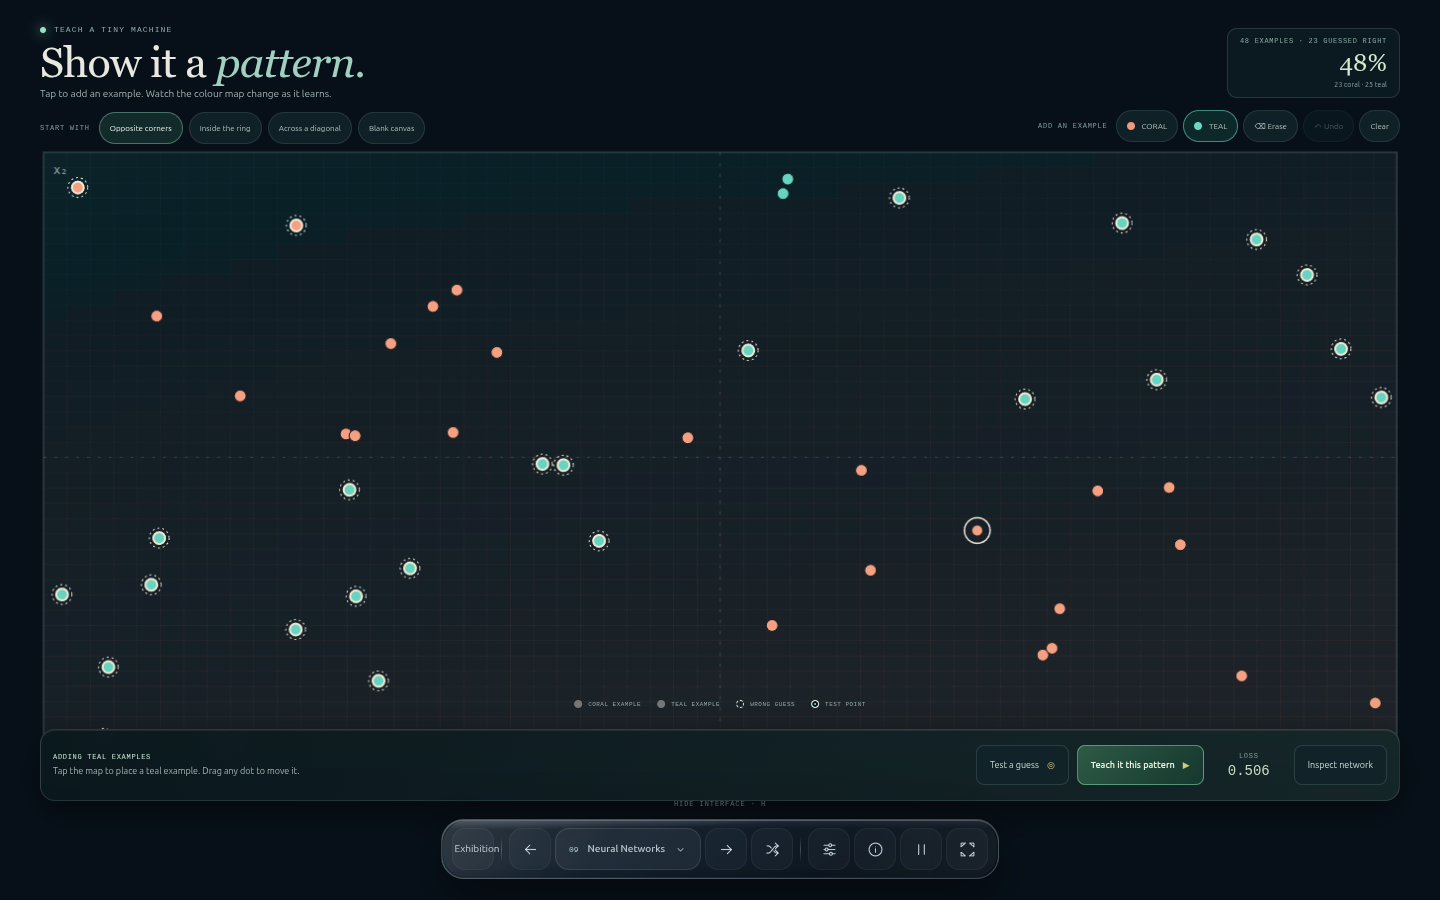 TEACH A TINY MACHINE
Show it a pattern.
Tap to add an example. Watch the colour map change as it learns.
48 EXAMPLES · 23 GUESSED RIGHT
48%
23 coral · 25 teal
START WITH
Opposite corners
Inside the ring
Across a diagonal
Blank canvas
ADD AN EXAMPLE
CORAL
TEAL
⌫ Erase
↶ Undo
Clear
X₂
CORAL EXAMPLE
TEAL EXAMPLE
WRONG GUESS
TEST POINT
ADDING TEAL EXAMPLES
Tap the map to place a teal example. Drag any dot to move it.
Test a guess ◎
Teach it this pattern ▶
LOSS
0.506
Inspect network
HIDE INTERFACE · H
Exhibition
09 Neural Networks